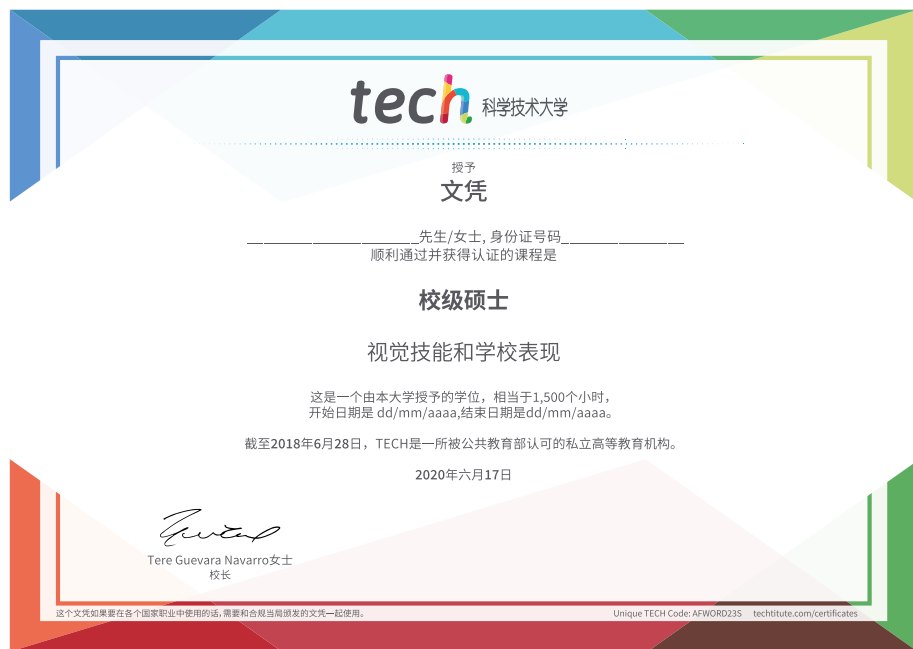 tech 科学技术大学
授予
文凭
______________________先生/女士, 身份证号码________________
顺利通过并获得认证的课程是
校级硕士
视觉技能和学校表现
这是一个由本大学授予的学位，相当于1,500个小时，
开始日期是 dd/mm/aaaa,结束日期是dd/mm/aaaa。
截至2018年6月28日，TECH是一所被公共教育部认可的私立高等教育机构。
2020年六月17日
Tere Guevara Navarro女士
校长
这个文凭如果要在各个国家职业中使用的话,需要和合规当局颁发的文凭一起使用。
Unique TECH Code: AFWORD23S techtitute.com/certificates